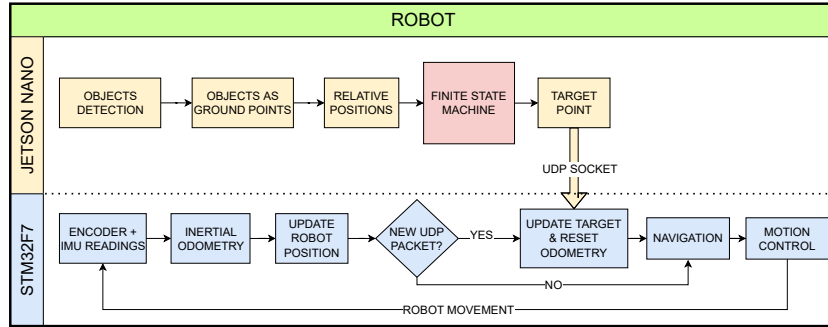 ROBOT
JETSON NANO
OBJECTS
DETECTION
OBJECTS AS
GROUND POINTS
RELATIVE
POSITIONS
FINITE STATE
MACHINE
TARGET
POINT
UDP SOCKET
STM32F7
ENCODER +
IMU READINGS
INERTIAL
ODOMETRY
UPDATE
ROBOT
POSITION
NEW UDP
PACKET?
YES
UPDATE TARGET
& RESET
ODOMETRY
NAVIGATION
MOTION
CONTROL
NO
ROBOT MOVEMENT